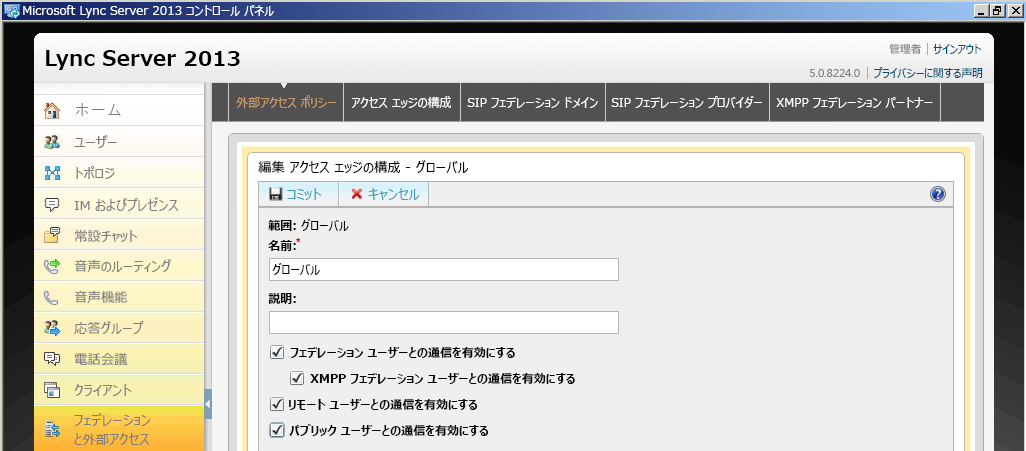 Microsoft Lync Server 2013 コントロール パネル
Lync Server 2013
管理者 | サインアウト
5.0.8224.0 | プライバシーに関する声明
ホーム
ユーザー
トポロジ
IM およびプレゼンス
常設チャット
音声のルーティング
音声機能
応答グループ
電話会議
クライアント
フェデレーション
と外部アクセス
外部アクセス ポリシー
アクセス エッジの構成
SIP フェデレーション ドメイン
SIP フェデレーション プロバイダー
XMPP フェデレーション パートナー
編集 アクセス エッジの構成 - グローバル
コミット
キャンセル
範囲: グローバル
名前:*
グローバル
説明:
フェデレーション ユーザーとの通信を有効にする
XMPP フェデレーション ユーザーとの通信を有効にする
リモート ユーザーとの通信を有効にする
パブリック ユーザーとの通信を有効にする